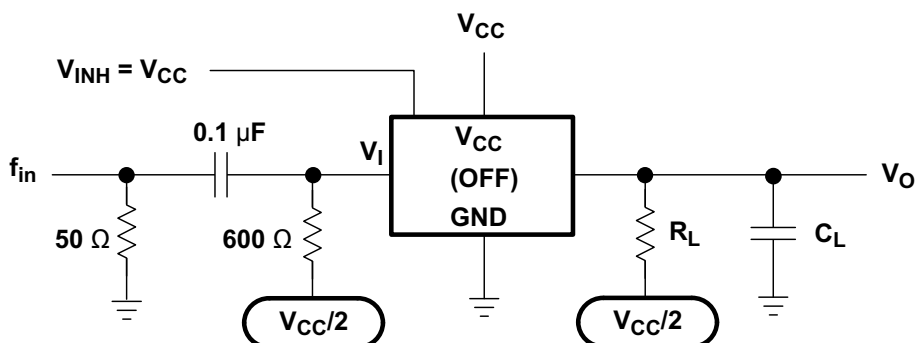 VCC
VINH = VCC
0.1 µF
fin
VI
VCC
(OFF)
GND
VO
50 Ω
600 Ω
RL
CL
VCC/2
VCC/2